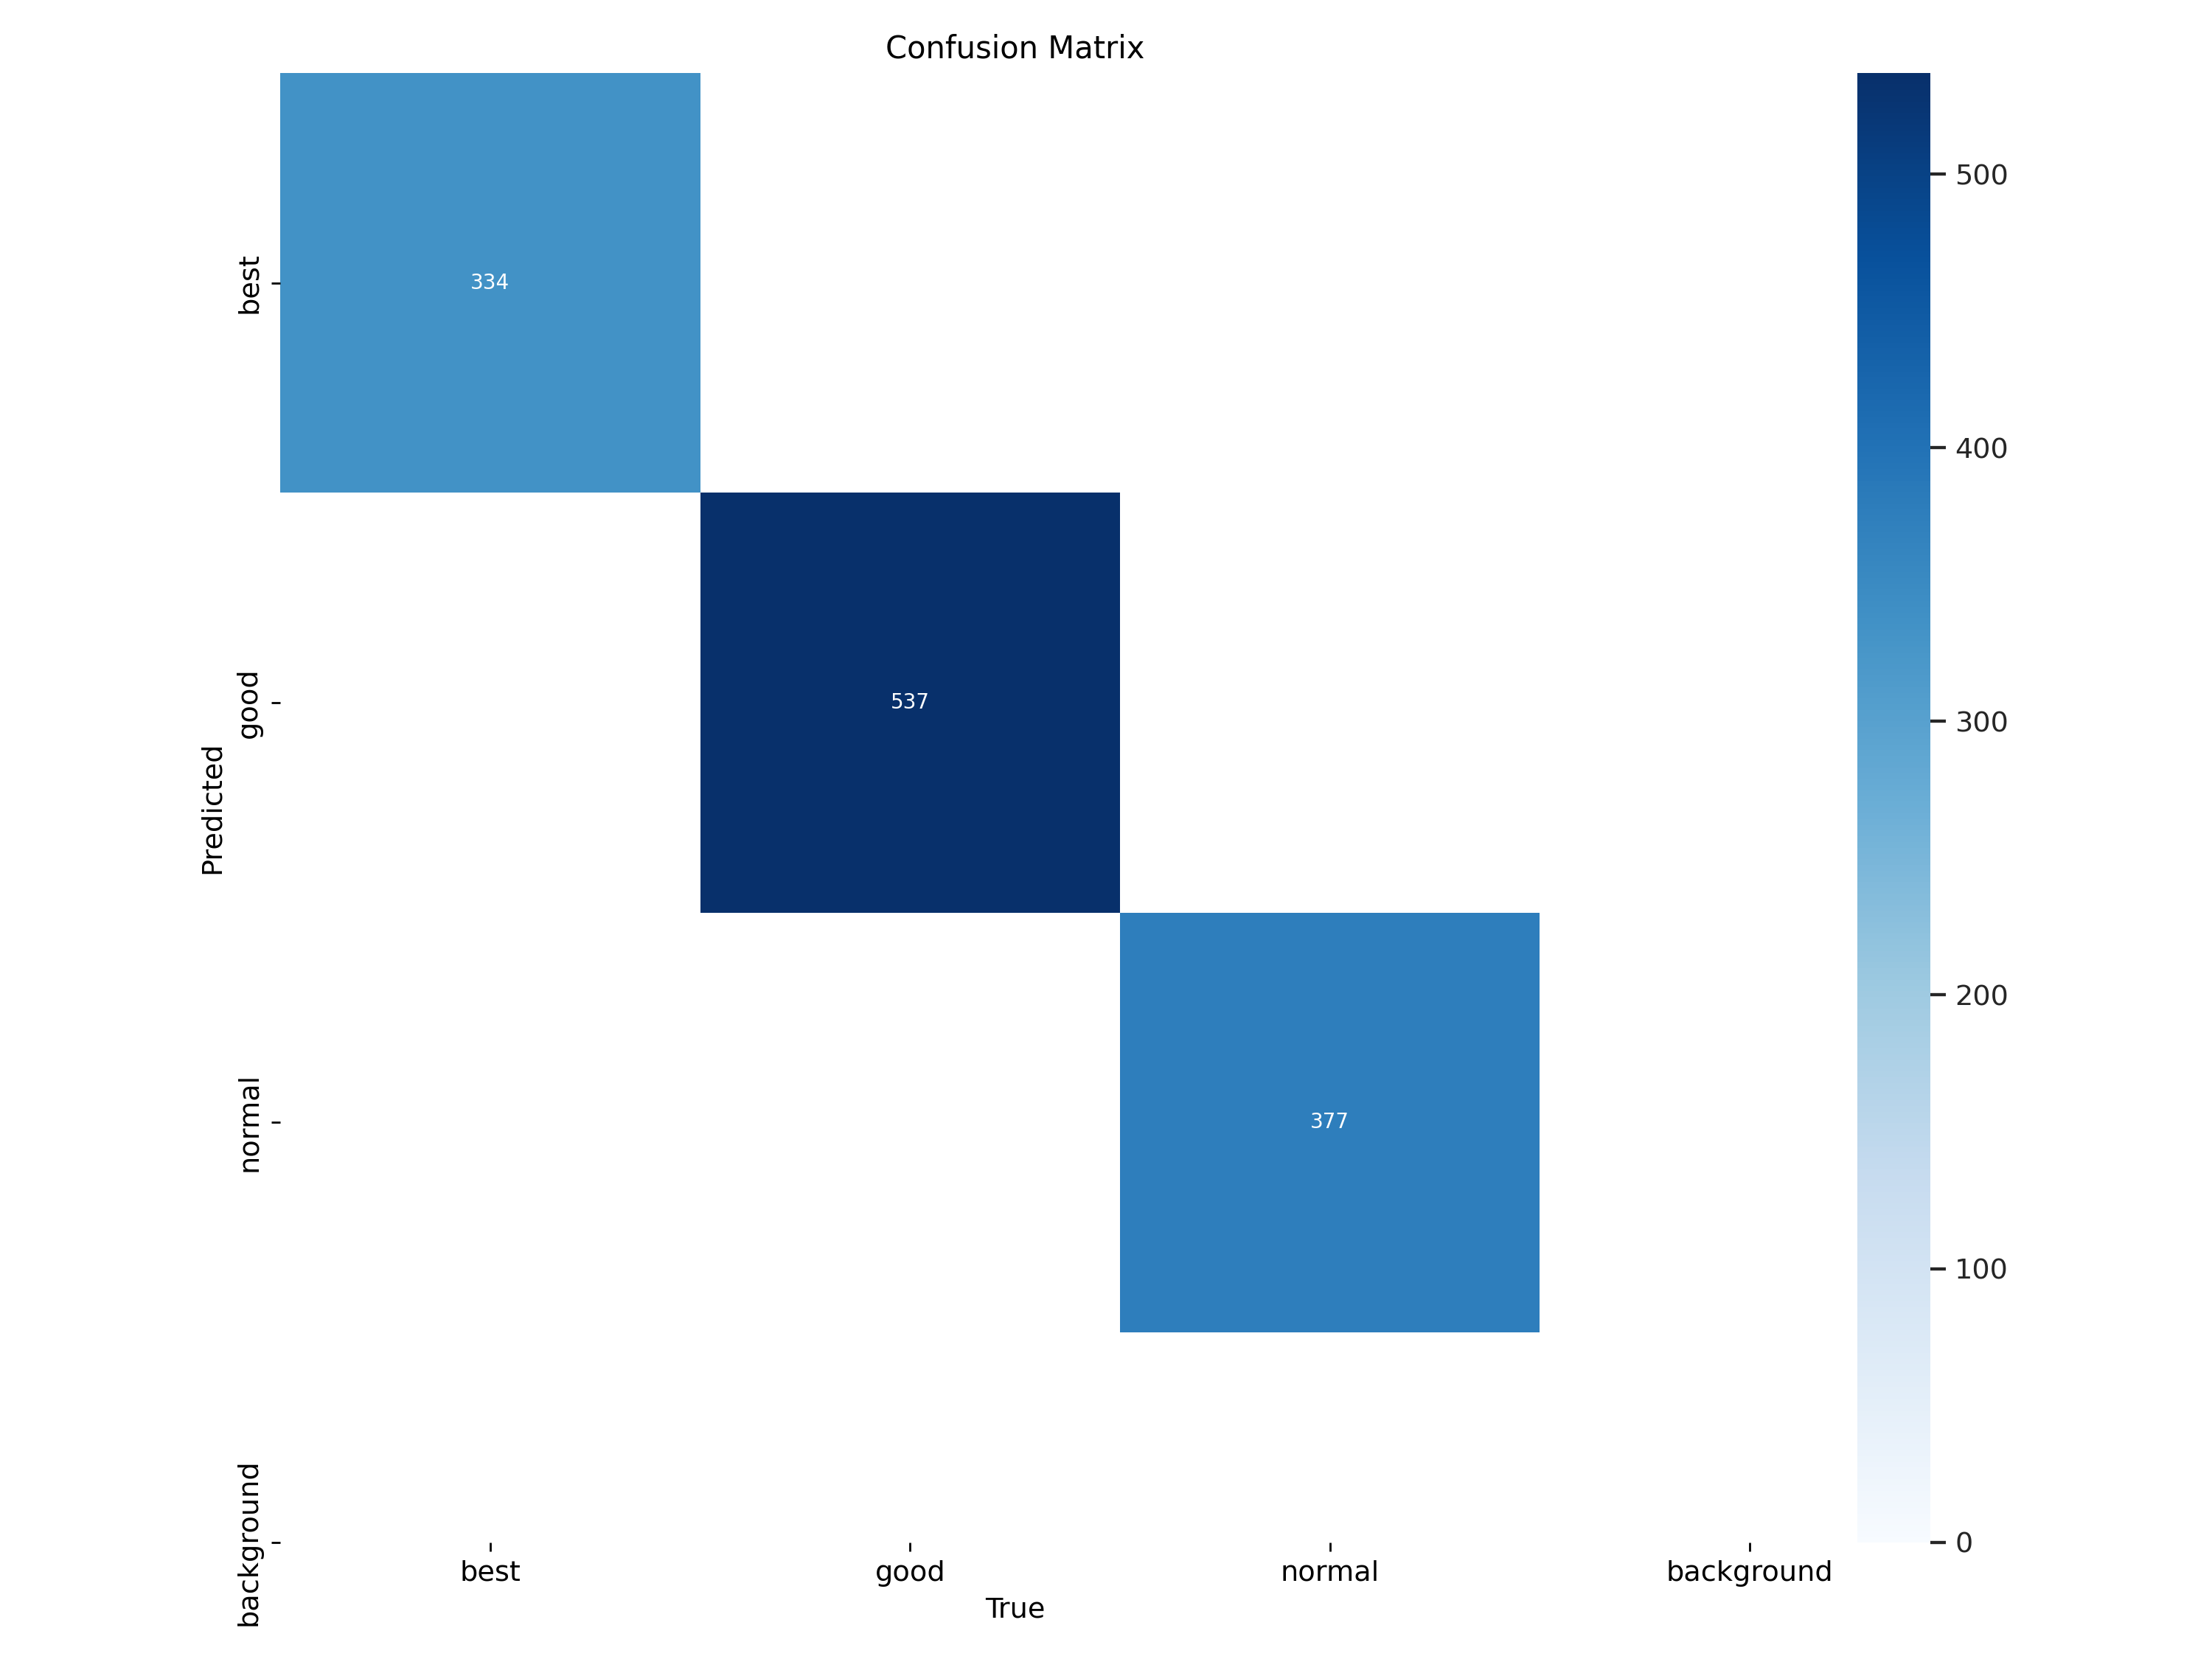 Confusion Matrix
best
good
normal
background
Predicted
334
537
377
best
good
normal
background
True
500
400
300
200
100
0